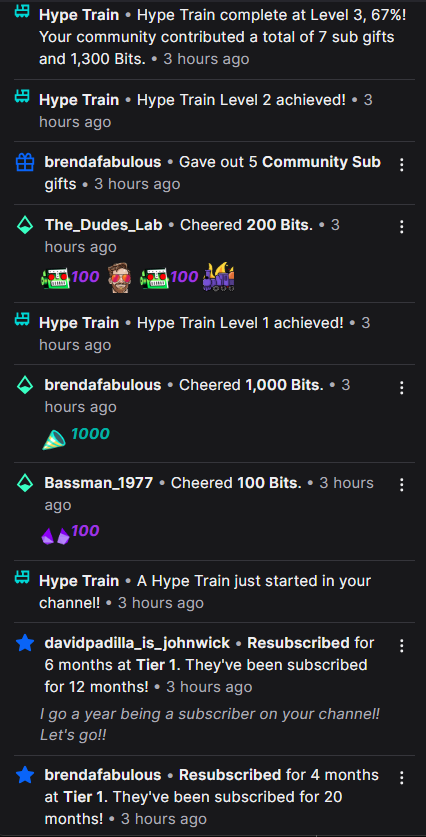 Hype Train • Hype Train complete at Level 3, 67%!
Your community contributed a total of 7 sub gifts
and 1,300 Bits. • 3 hours ago
Hype Train • Hype Train Level 2 achieved! • 3
hours ago
brendafabulous • Gave out 5 Community Sub
gifts • 3 hours ago
The_Dudes_Lab • Cheered 200 Bits. • 3
hours ago
100 100
Hype Train • Hype Train Level 1 achieved! • 3
hours ago
brendafabulous • Cheered 1,000 Bits. • 3
hours ago
1000
Bassman_1977 • Cheered 100 Bits. • 3 hours
ago
100
Hype Train • A Hype Train just started in your
channel! • 3 hours ago
davidpadilla_is_johnwick • Resubscribed for
6 months at Tier 1. They've been subscribed
for 12 months! • 3 hours ago
I go a year being a subscriber on your channel!
Let's go!!
brendafabulous • Resubscribed for 4 months
at Tier 1. They've been subscribed for 20
months! • 3 hours ago